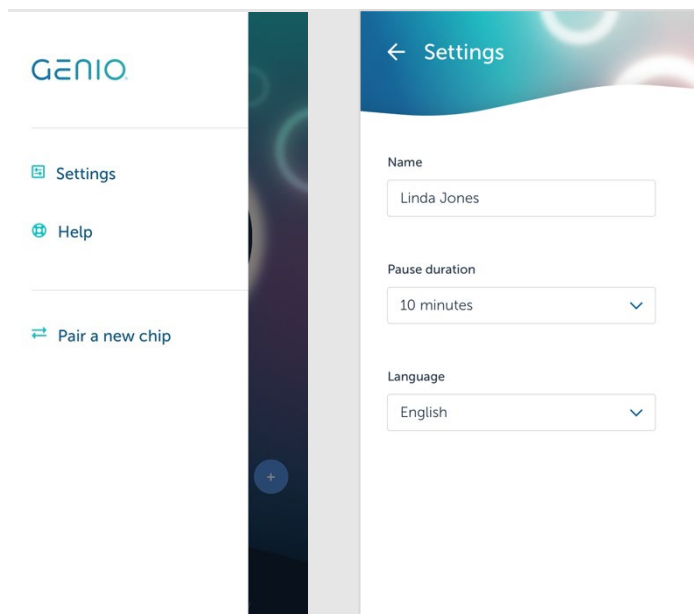 GENIO
Settings
Help
Pair a new chip
+
← Settings
Name
Linda Jones
Pause duration
10 minutes
Language
English